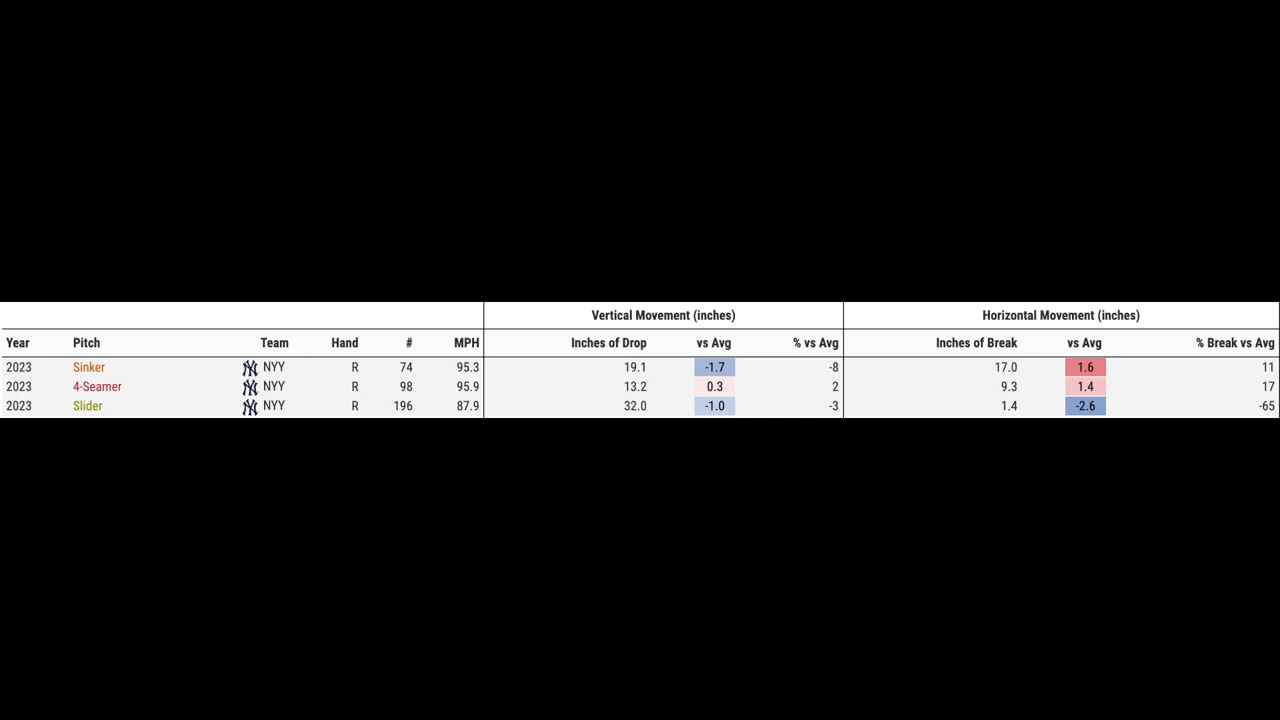 Vertical Movement (inches) Horizontal Movement (inches)
Year Pitch Team Hand # MPH Inches of Drop vs Avg % vs Avg Inches of Break vs Avg % Break vs Avg
2023 Sinker NYY R 74 95.3 19.1 -1.7 -8 17.0 1.6 11
2023 4-Seamer NYY R 98 95.9 13.2 0.3 2 9.3 1.4 17
2023 Slider NYY R 196 87.9 32.0 -1.0 -3 1.4 -2.6 -65